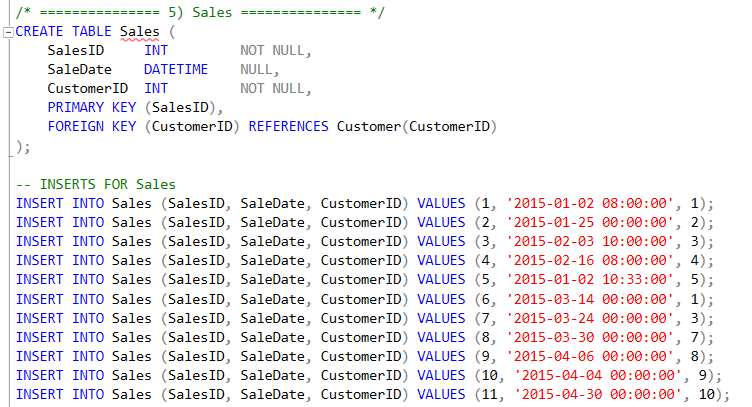 /* =============== 5) Sales =============== */
CREATE TABLE Sales (
    SalesID     INT         NOT NULL,
    SaleDate    DATETIME    NULL,
    CustomerID  INT         NOT NULL,
    PRIMARY KEY (SalesID),
    FOREIGN KEY (CustomerID) REFERENCES Customer(CustomerID)
);
-- INSERTS FOR Sales
INSERT INTO Sales (SalesID, SaleDate, CustomerID) VALUES (1, '2015-01-02 08:00:00', 1);
INSERT INTO Sales (SalesID, SaleDate, CustomerID) VALUES (2, '2015-01-25 00:00:00', 2);
INSERT INTO Sales (SalesID, SaleDate, CustomerID) VALUES (3, '2015-02-03 10:00:00', 3);
INSERT INTO Sales (SalesID, SaleDate, CustomerID) VALUES (4, '2015-02-16 08:00:00', 4);
INSERT INTO Sales (SalesID, SaleDate, CustomerID) VALUES (5, '2015-01-02 10:33:00', 5);
INSERT INTO Sales (SalesID, SaleDate, CustomerID) VALUES (6, '2015-03-14 00:00:00', 1);
INSERT INTO Sales (SalesID, SaleDate, CustomerID) VALUES (7, '2015-03-24 00:00:00', 3);
INSERT INTO Sales (SalesID, SaleDate, CustomerID) VALUES (8, '2015-03-30 00:00:00', 7);
INSERT INTO Sales (SalesID, SaleDate, CustomerID) VALUES (9, '2015-04-06 00:00:00', 8);
INSERT INTO Sales (SalesID, SaleDate, CustomerID) VALUES (10, '2015-04-04 00:00:00', 9);
INSERT INTO Sales (SalesID, SaleDate, CustomerID) VALUES (11, '2015-04-30 00:00:00', 10);